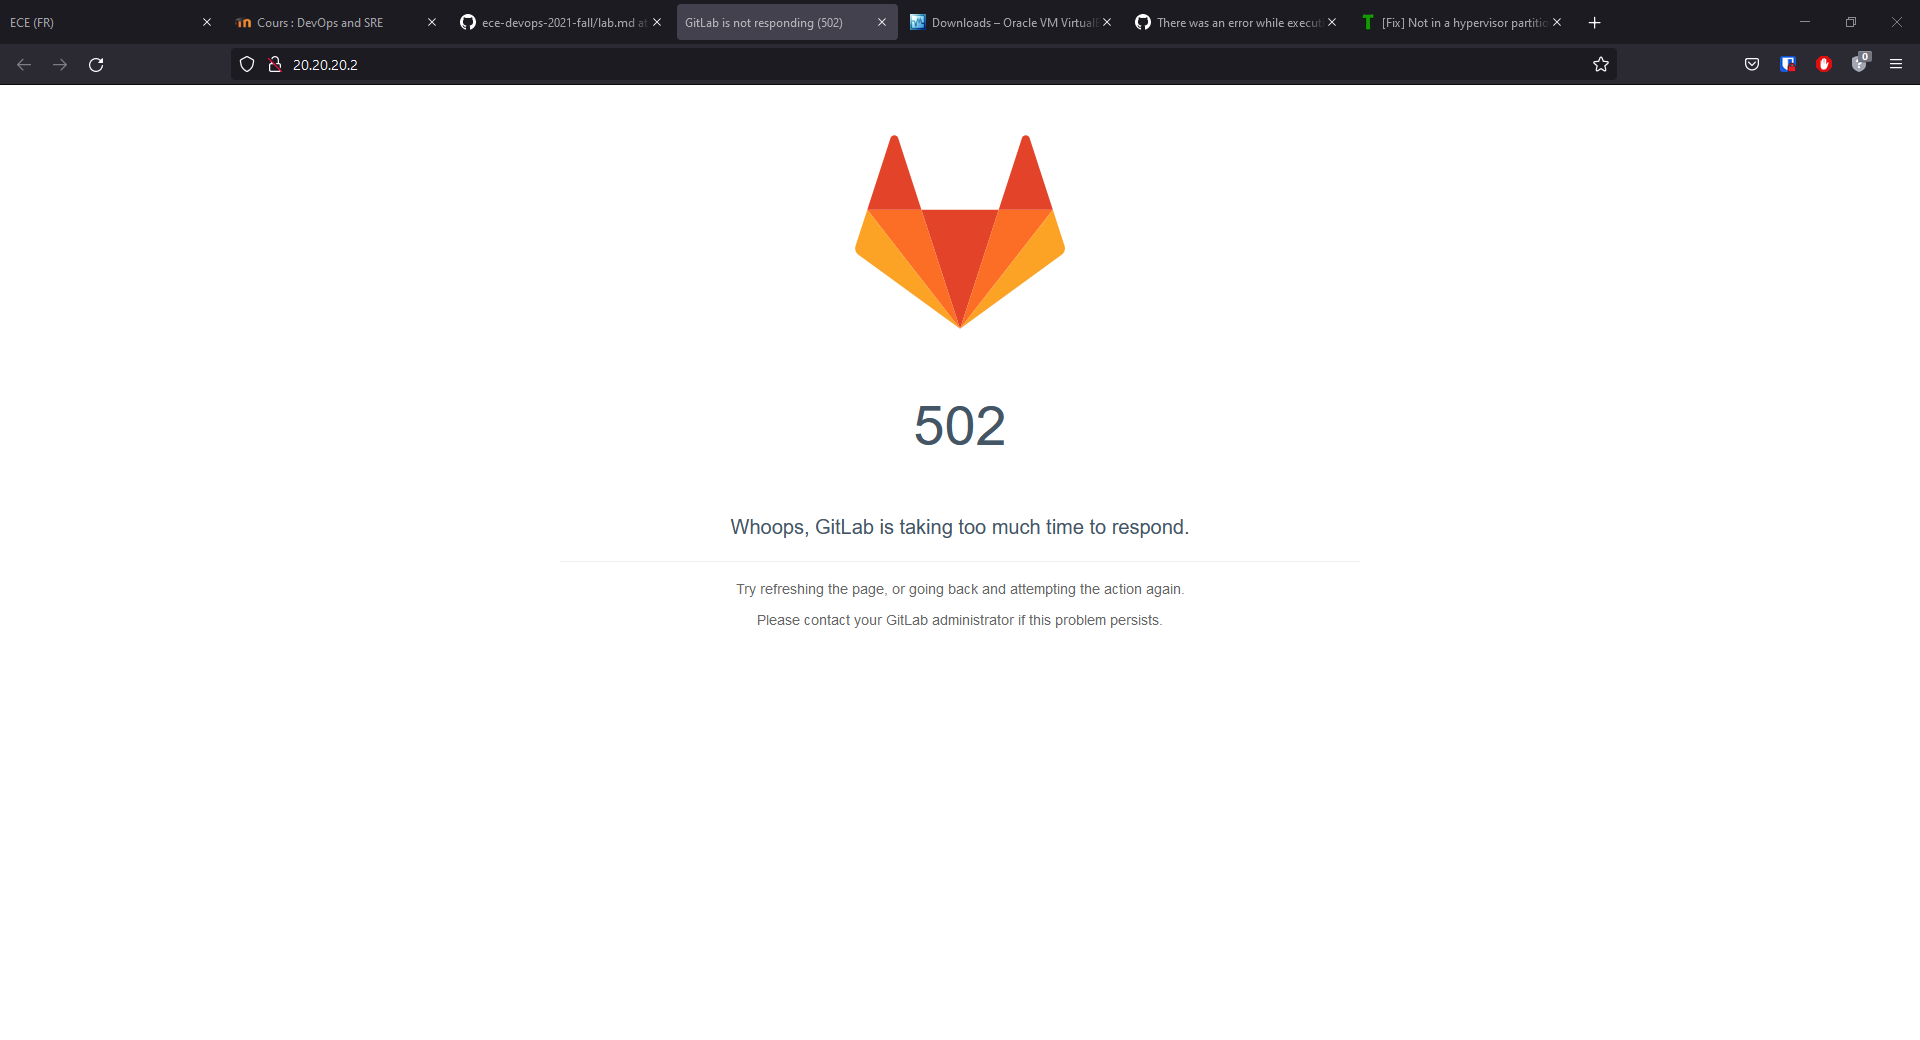 ECE (FR)
Cours : DevOps and SRE
ece-devops-2021-fall/lab.md at
GitLab is not responding (502)
Downloads – Oracle VM Virtual
There was an error while execut
[Fix] Not in a hypervisor partitio
20.20.20.2
0
502
Whoops, GitLab is taking too much time to respond.
Try refreshing the page, or going back and attempting the action again.
Please contact your GitLab administrator if this problem persists.